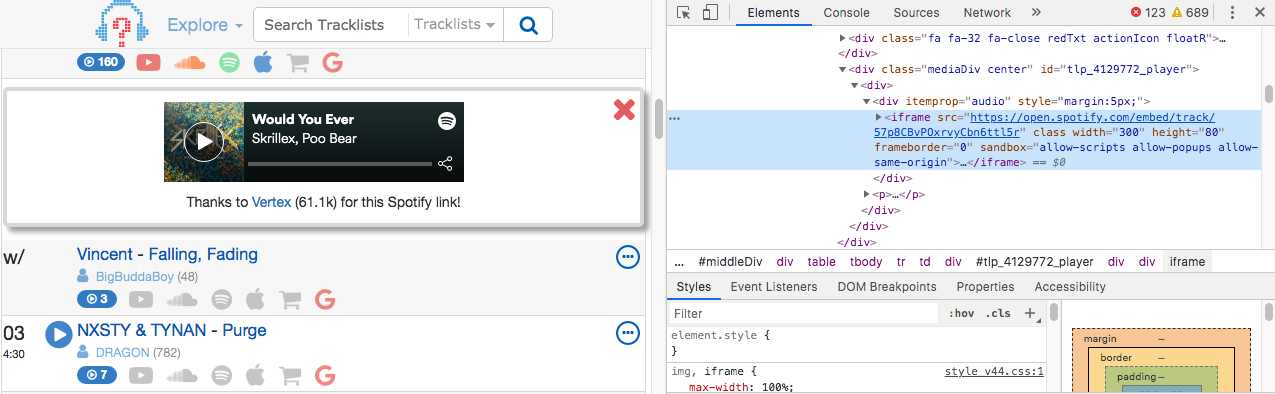 Explore
Search Tracklists
Tracklists
160
Would You Ever
Skrillex, Poo Bear
Thanks to Vertex (61.1k) for this Spotify link!
w/
Vincent - Falling, Fading
BigBuddaBoy (48)
3
03
4:30
NXSTY & TYNAN - Purge
DRAGON (782)
7
Elements Console Sources Network » 123 689
<div class="fa fa-32 fa-close redTxt actionIcon floatR">…
</div>
<div class="mediaDiv center" id="tlp_4129772_player">
<div>
<div itemprop="audio" style="margin:5px;">
<iframe src="https://open.spotify.com/embed/track/
57p8CBvPOxrvyCbn6ttl5r" class width="300" height="80"
frameborder="0" sandbox="allow-scripts allow-popups allow-
same-origin">…</iframe> == $0
</div>
<p>…</p>
</div>
</div>
</div>
... #middleDiv div table tbody tr td div #tlp_4129772_player div div iframe
Styles Event Listeners DOM Breakpoints Properties Accessibility
Filter :hov .cls +
element.style {
}
img, iframe { style_v44.css:1
max-width: 100%;
margin –
border –
padding –